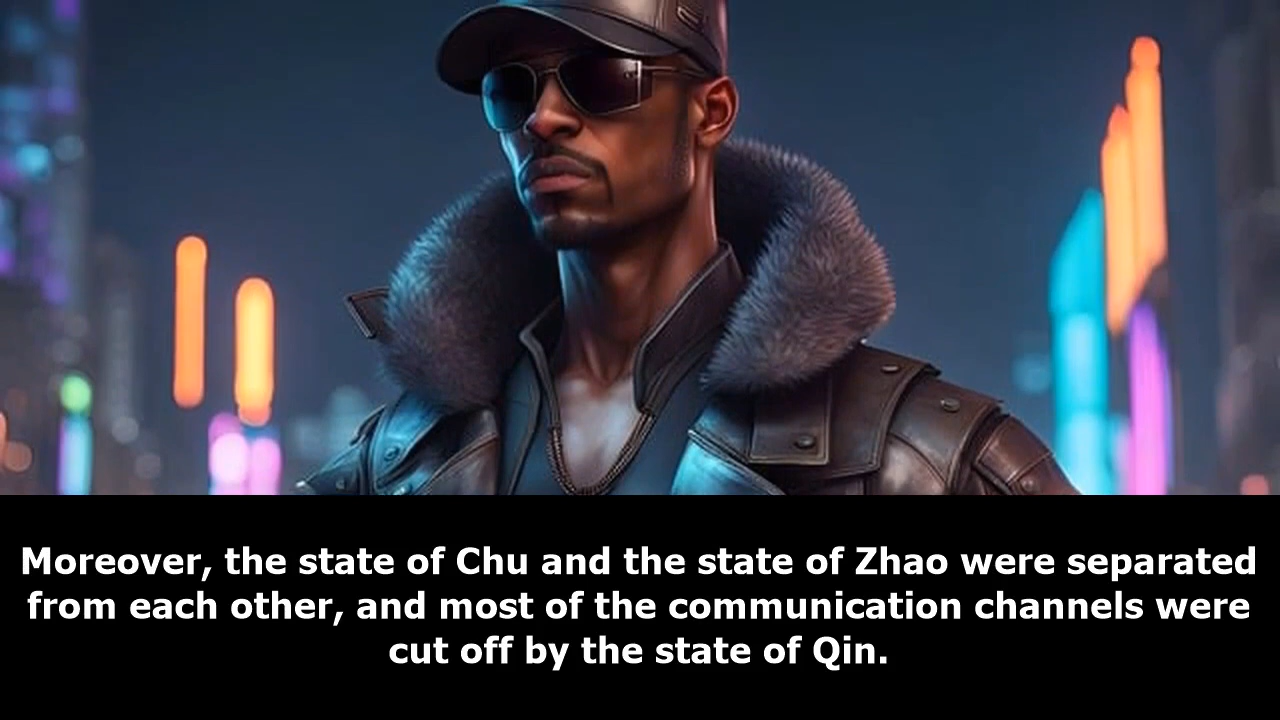 Moreover, the state of Chu and the state of Zhao were separated
from each other, and most of the communication channels were
cut off by the state of Qin.